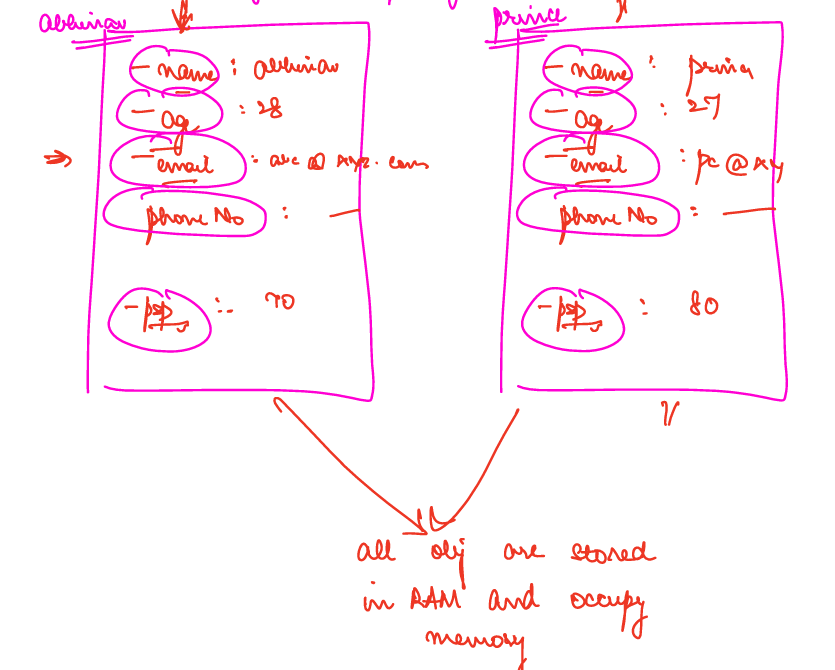 abhinav
- name : abhinav
- age : 28
- email : abc @ xyz. com
phone No : —
- psp : 70
prince
- name : prince
- age : 27
- email : pc @ xy
phone No : —
- psp : 80
all obj are stored
in RAM and occupy
memory